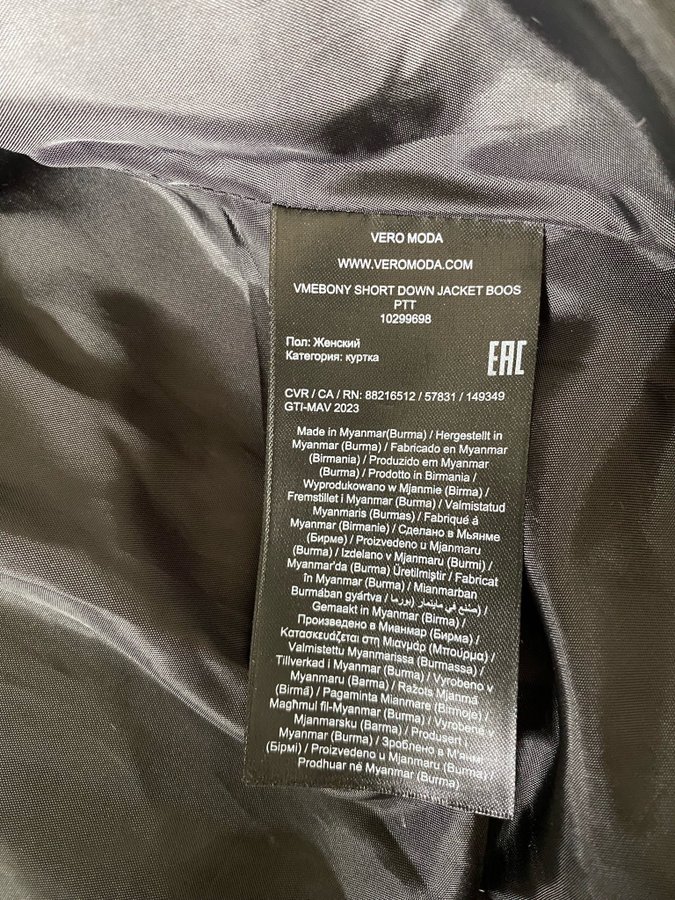 VERO MODA
WWW.VEROMODA.COM
VMEBONY SHORT DOWN JACKET BOOS
PTT
10299698
Пол: Женский
Категория: куртка
EAC
CVR / CA / RN: 88216512 / 57831 / 149349
GTI-MAV 2023
Made in Myanmar(Burma) / Hergestellt in
Myanmar (Burma) / Fabricado en Myanmar
(Birmania) / Produzido em Myanmar
(Burma) / Prodotto in Birmania /
Wyprodukowano w Mjanmie (Birma) /
Fremstillet i Myanmar (Burma) / Valmistatud
Myanmaris (Burmas) / Fabriqué à
Myanmar (Birmanie) / Сделано в Мьянме
(Бирме) / Proizvedeno u Mjanmaru
(Burma) / Izdelano v Mjanmaru (Burmi) /
Myanmar'da (Burma) Üretilmiştir / Fabricat
în Myanmar (Burma) / Mianmarban
Burmában gyártva / (صنع في ماينمار (بورما /
Gemaakt in Myanmar (Birma) /
Произведено в Мианмар (Бирма) /
Κατασκευάζεται στη Μιανμάρ (Μπουρμα) /
Valmistettu Myanmarissa (Burmassa) /
Tillverkad i Myanmar (Burma) / Vyrobeno v
Myanmaru (Barma) / Ražots Mjanmā
(Birmā) / Pagaminta Mianmare (Birmoje) /
Magħmul fil-Myanmar (Burma) / Vyrobené v
Mjanmarsku (Barma) / Produsert i
Myanmar (Burma) / Зроблено в М'янмі
(Бірмі) / Proizvedeno u Mjanmaru (Burma) /
Prodhuar në Myanmar (Burma)